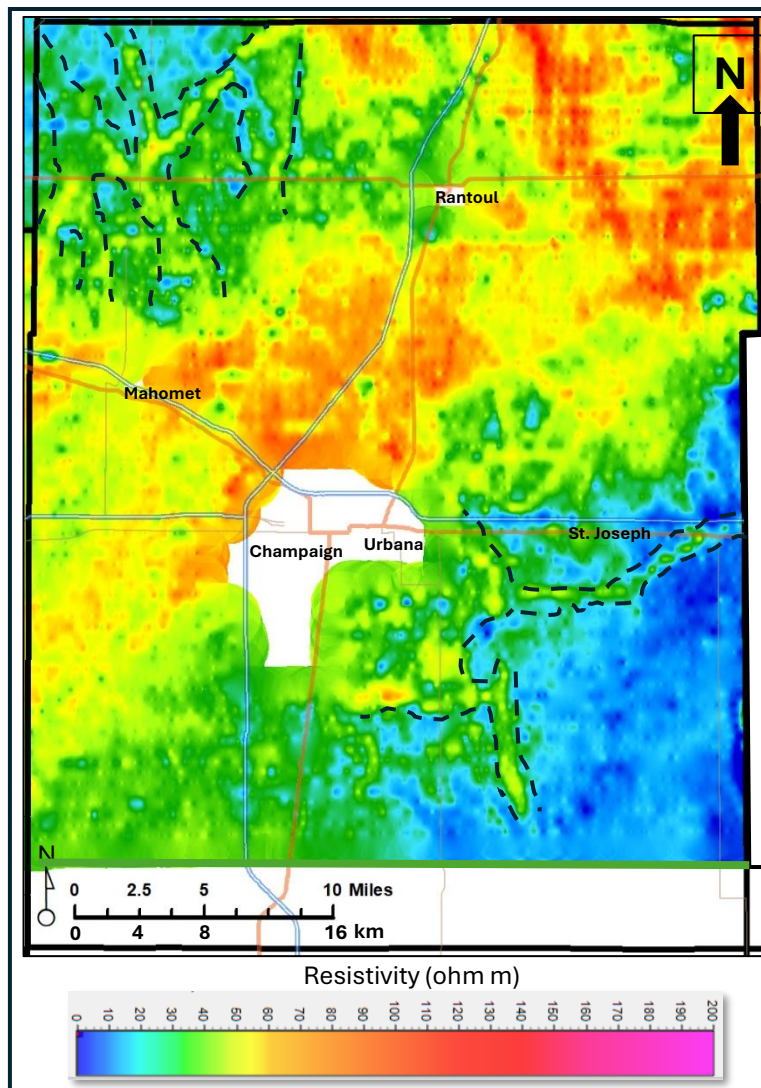 N
Rantoul
Mahomet
St. Joseph
Urbana
Champaign
N
0 2.5 5 10 Miles
0 4 8 16 km
Resistivity (ohm m)
0 10 20 30 40 50 60 70 80 90 100 110 120 130 140 150 160 170 180 190 200